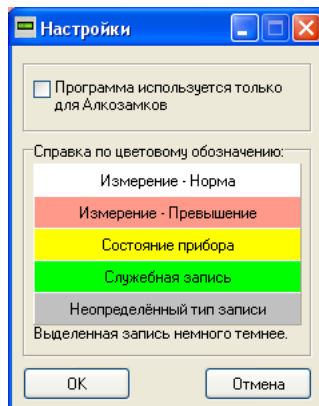 Настройки
Программа используется только
для Алкозамков
Справка по цветовому обозначению:
Измерение - Норма
Измерение - Превышение
Состояние прибора
Служебная запись
Неопределённый тип записи
Выделенная запись немного темнее.
ОК
Отмена